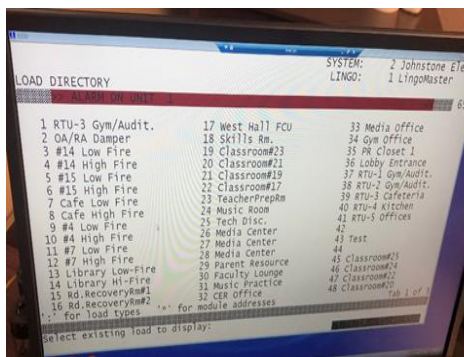 SYSTEM: 2 Johnstone Ele
LOAD DIRECTORY LINGO: 1 LingoMaster
3 >> ALARM ON UNIT 1
1 RTU-3 Gym/Audit. 17 West Hall FCU 33 Media Office
2 OA/RA Damper 18 Skills Rm. 34 Gym Office
3 #14 Low Fire 19 Classroom#23 35 PR Closet 1
4 #14 High Fire 20 Classroom#21 36 Lobby Entrance
5 #15 Low Fire 21 Classroom#19 37 RTU-1 Gym/Audit.
6 #15 High Fire 22 Classroom#17 38 RTU-2 Gym/Audit.
7 Cafe Low Fire 23 TeacherPrepRm 39 RTU-3 Cafeteria
8 Cafe High Fire 24 Music Room 40 RTU-4 Kitchen
9 #4 Low Fire 25 Tech Disc. 41 RTU-5 Offices
10 #4 High Fire 26 Media Center 42
11 #7 Low Fire 27 Media Center 43 Test
12 #7 High Fire 28 Media Center 44
13 Library Low-Fire 29 Parent Resource 45 Classroom#25
14 Library Hi-Fire 30 Faculty Lounge 46 Classroom#24
15 Rd.RecoveryRm#1 31 Music Practice 47 Classroom#22
16 Rd.RecoveryRm#2 32 CER Office 48 Classroom#20
':' for load types '=' for module addresses Tab 1 of
Select existing load to display: